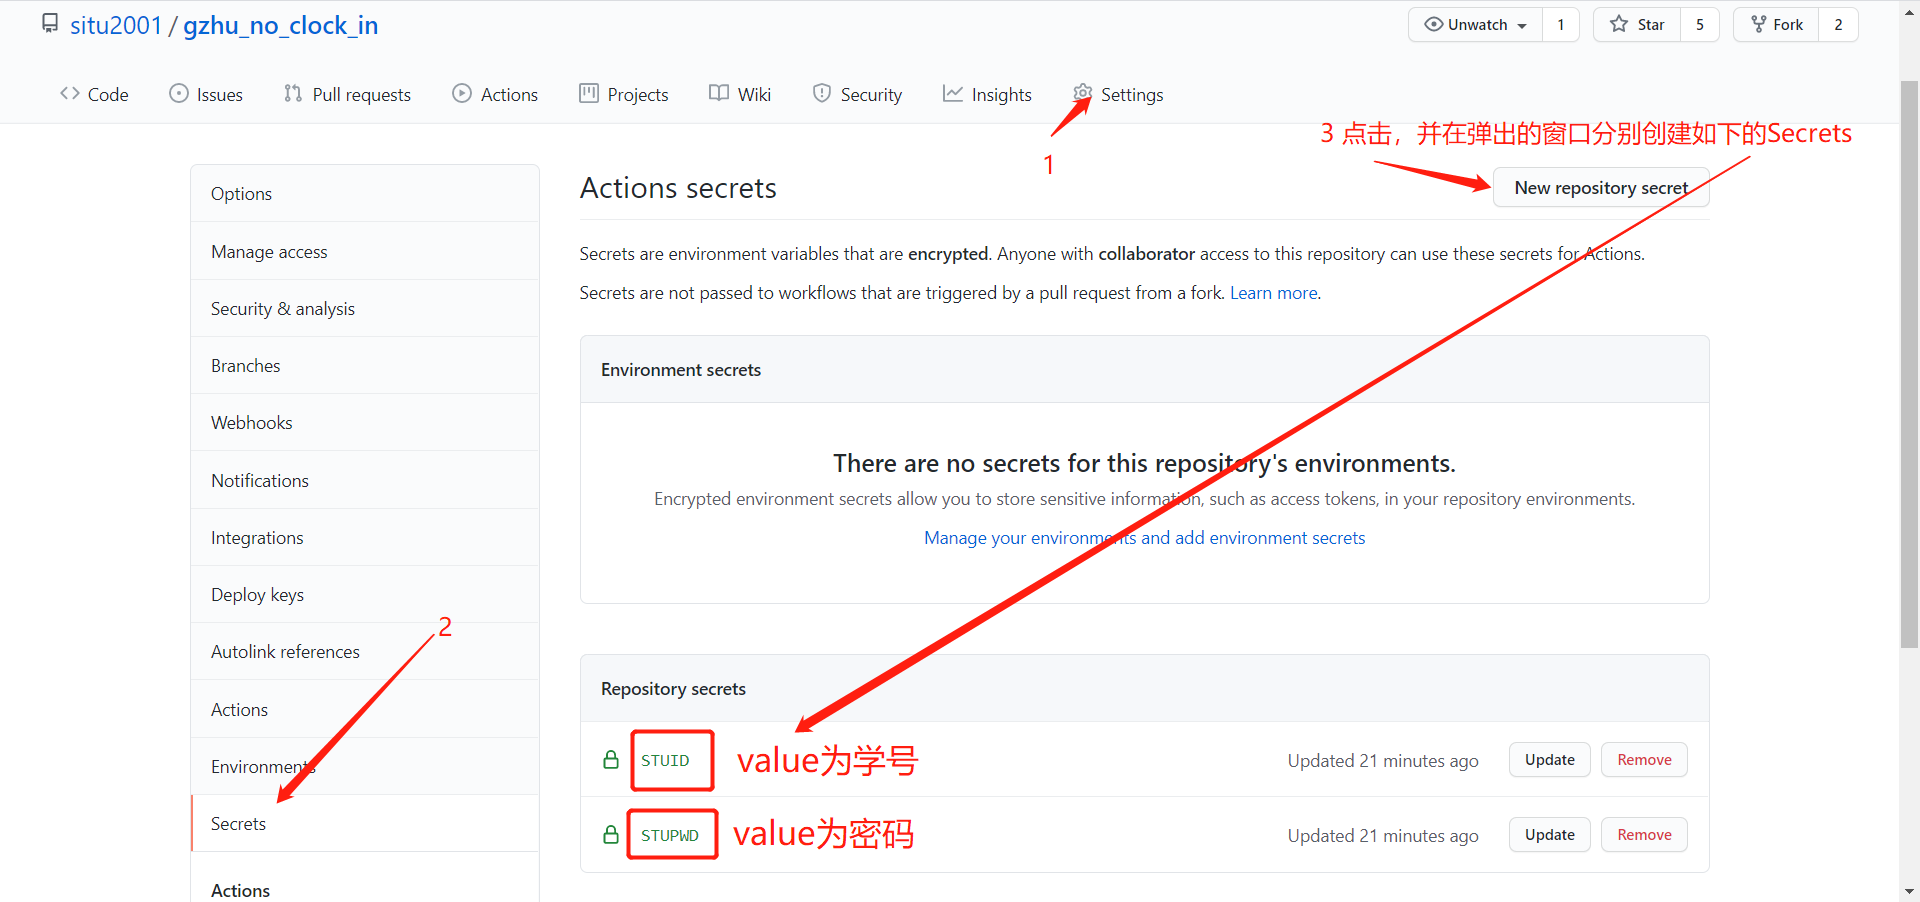 situ2001 / gzhu_no_clock_in
Unwatch 1 Star 5 Fork 2
Code Issues Pull requests Actions Projects Wiki Security Insights Settings
1
3 点击，并在弹出的窗口分别创建如下的Secrets
Options
Manage access
Security & analysis
Branches
Webhooks
Notifications
Integrations
Deploy keys
Autolink references
Actions
Environments
Secrets
Actions
2
Actions secrets
New repository secret
Secrets are environment variables that are encrypted. Anyone with collaborator access to this repository can use these secrets for Actions.
Secrets are not passed to workflows that are triggered by a pull request from a fork. Learn more.
Environment secrets
There are no secrets for this repository's environments.
Encrypted environment secrets allow you to store sensitive information, such as access tokens, in your repository environments.
Manage your environments and add environment secrets
Repository secrets
STUID value为学号 Updated 21 minutes ago Update Remove
STUPWD value为密码 Updated 21 minutes ago Update Remove